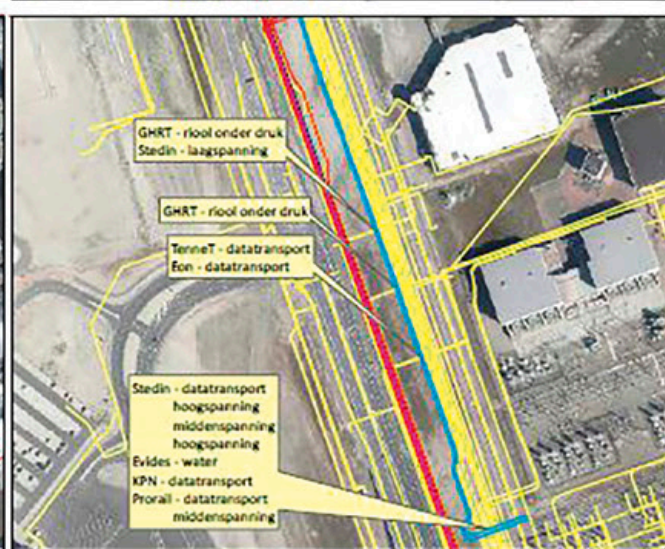 GHRT - riool onder druk
Stedin - laagspanning
GHRT - riool onder druk
TenneT - datatransport
Eon - datatransport
Stedin - datatransport
hoogspanning
middenspanning
hoogspanning
Evides - water
KPN - datatransport
Prorail - datatransport
middenspanning